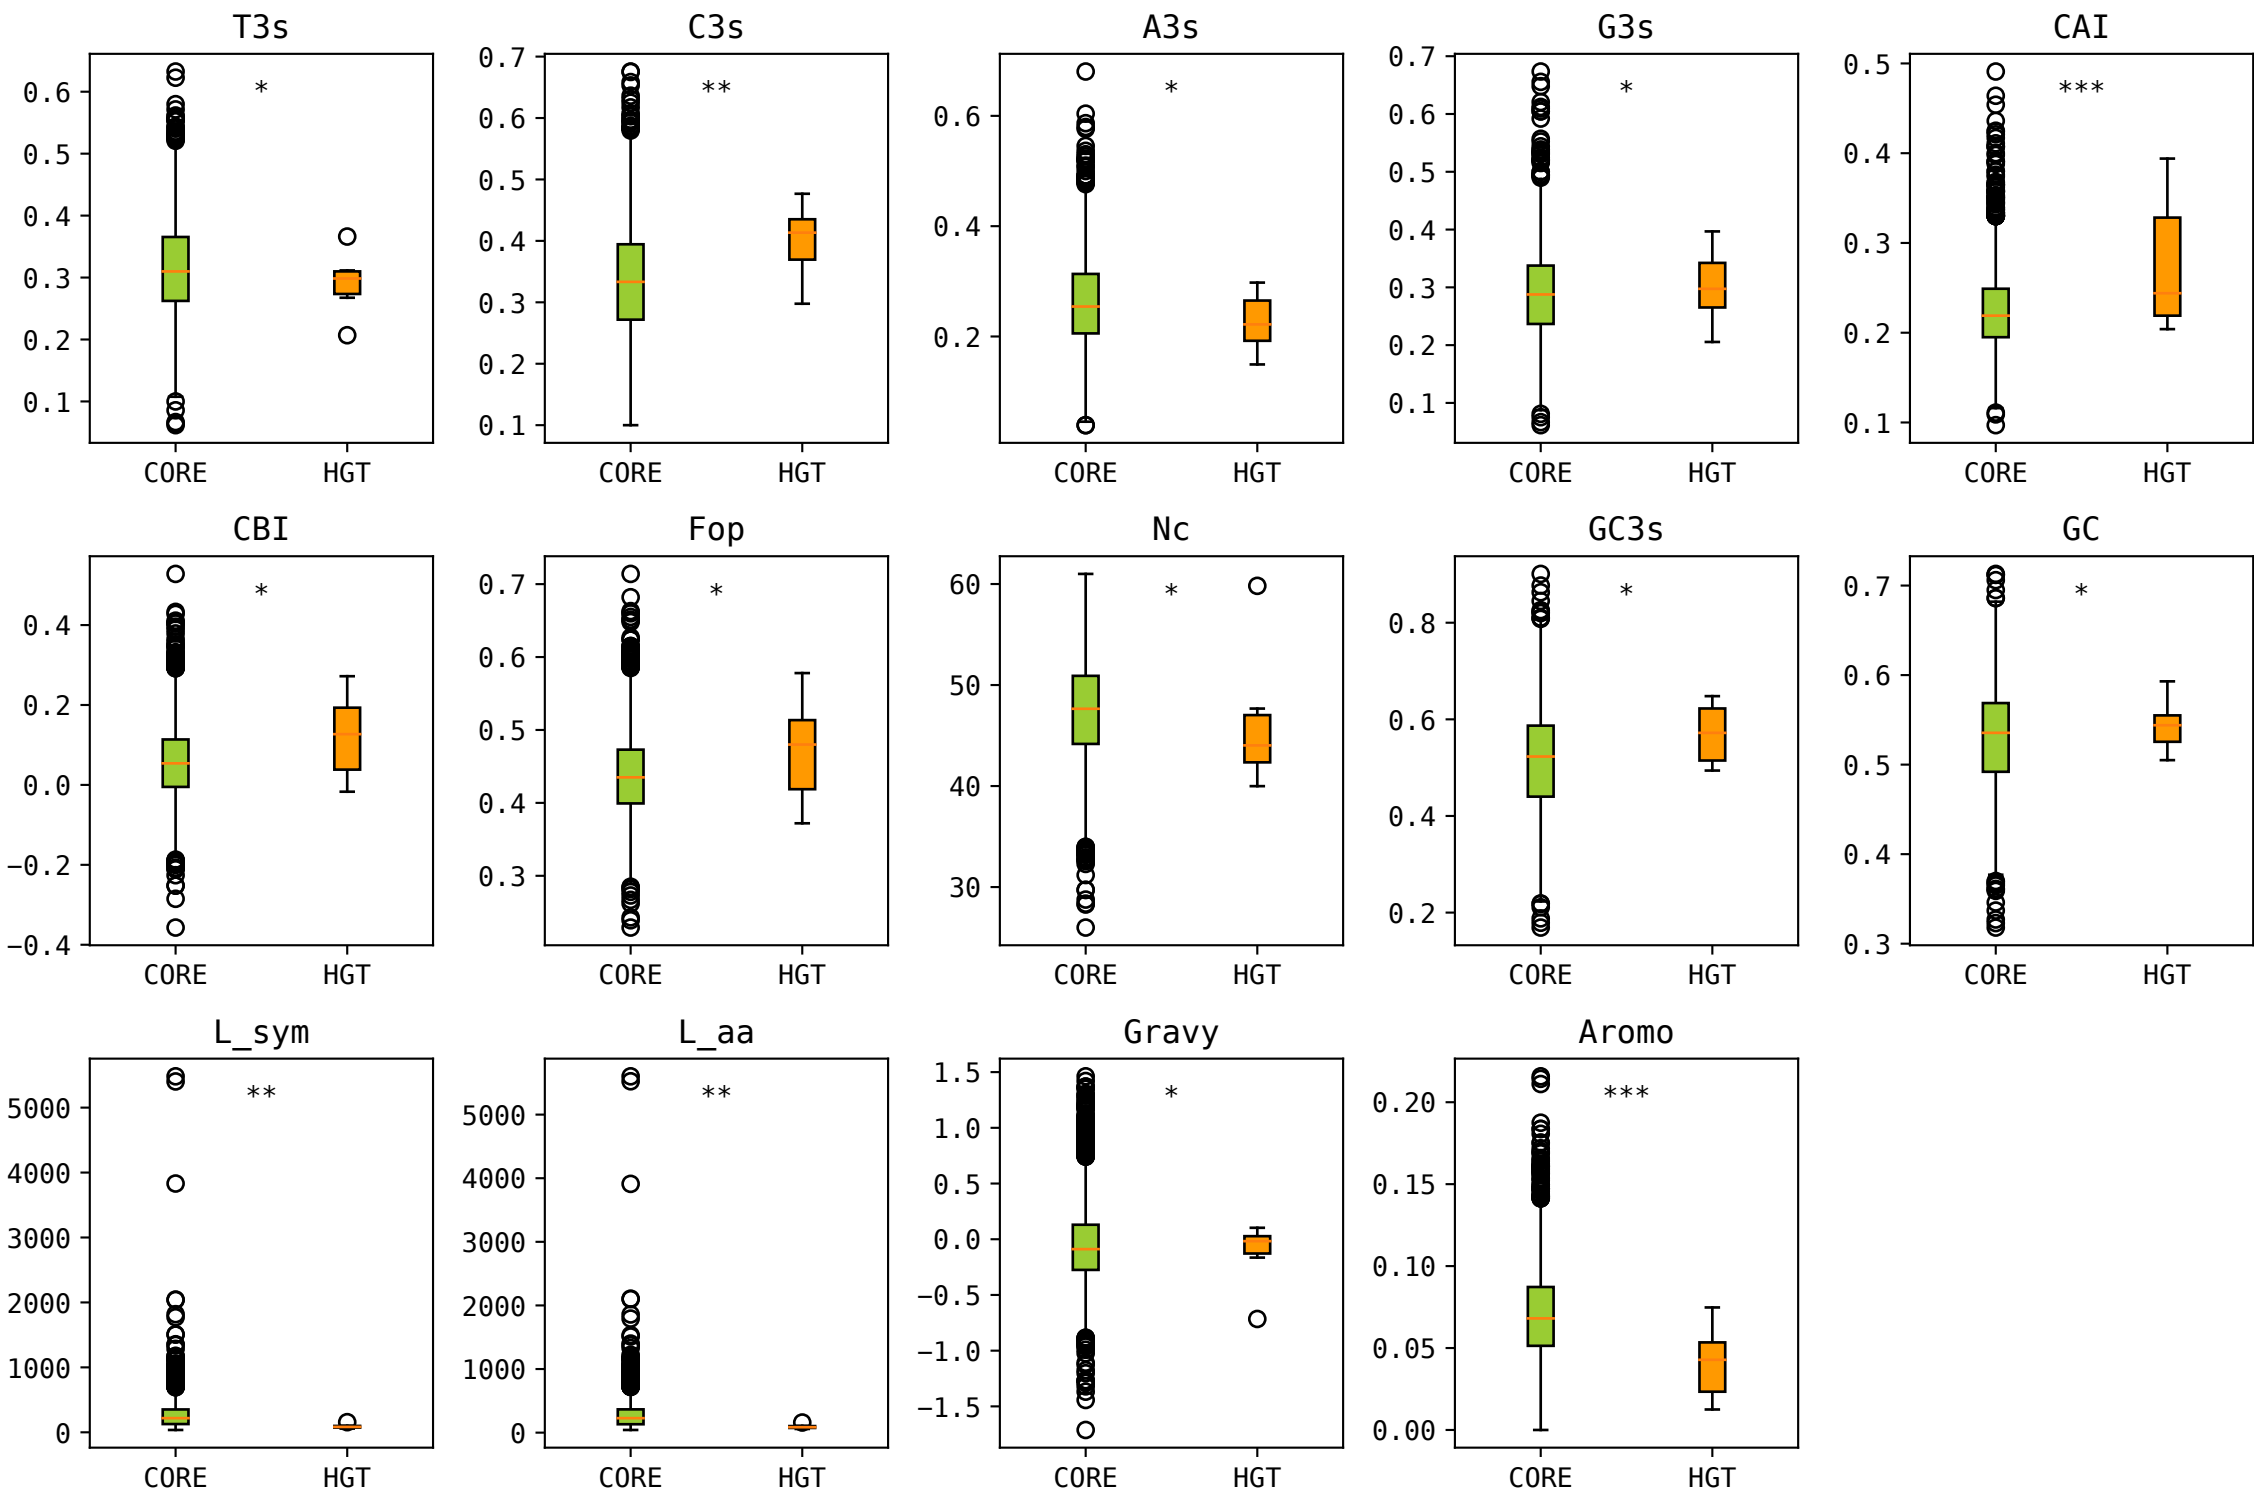 T3s C3s A3s G3s CAI
0.6 0.5 0.4 0.3 0.2 0.1
*
CORE HGT
0.7 0.6 0.5 0.4 0.3 0.2 0.1
**
CORE HGT
0.6 0.4 0.2
*
CORE HGT
0.7 0.6 0.5 0.4 0.3 0.2 0.1
*
CORE HGT
0.5 0.4 0.3 0.2 0.1
***
CORE HGT
CBI Fop Nc GC3s GC
0.4 0.2 0.0 −0.2 −0.4
*
CORE HGT
0.7 0.6 0.5 0.4 0.3
*
CORE HGT
60 50 40 30
*
CORE HGT
0.8 0.6 0.4 0.2
*
CORE HGT
0.7 0.6 0.5 0.4 0.3
*
CORE HGT
L_sym L_aa Gravy Aromo
5000 4000 3000 2000 1000 0
**
CORE HGT
5000 4000 3000 2000 1000 0
**
CORE HGT
1.5 1.0 0.5 0.0 −0.5 −1.0 −1.5
*
CORE HGT
0.20 0.15 0.10 0.05 0.00
***
CORE HGT